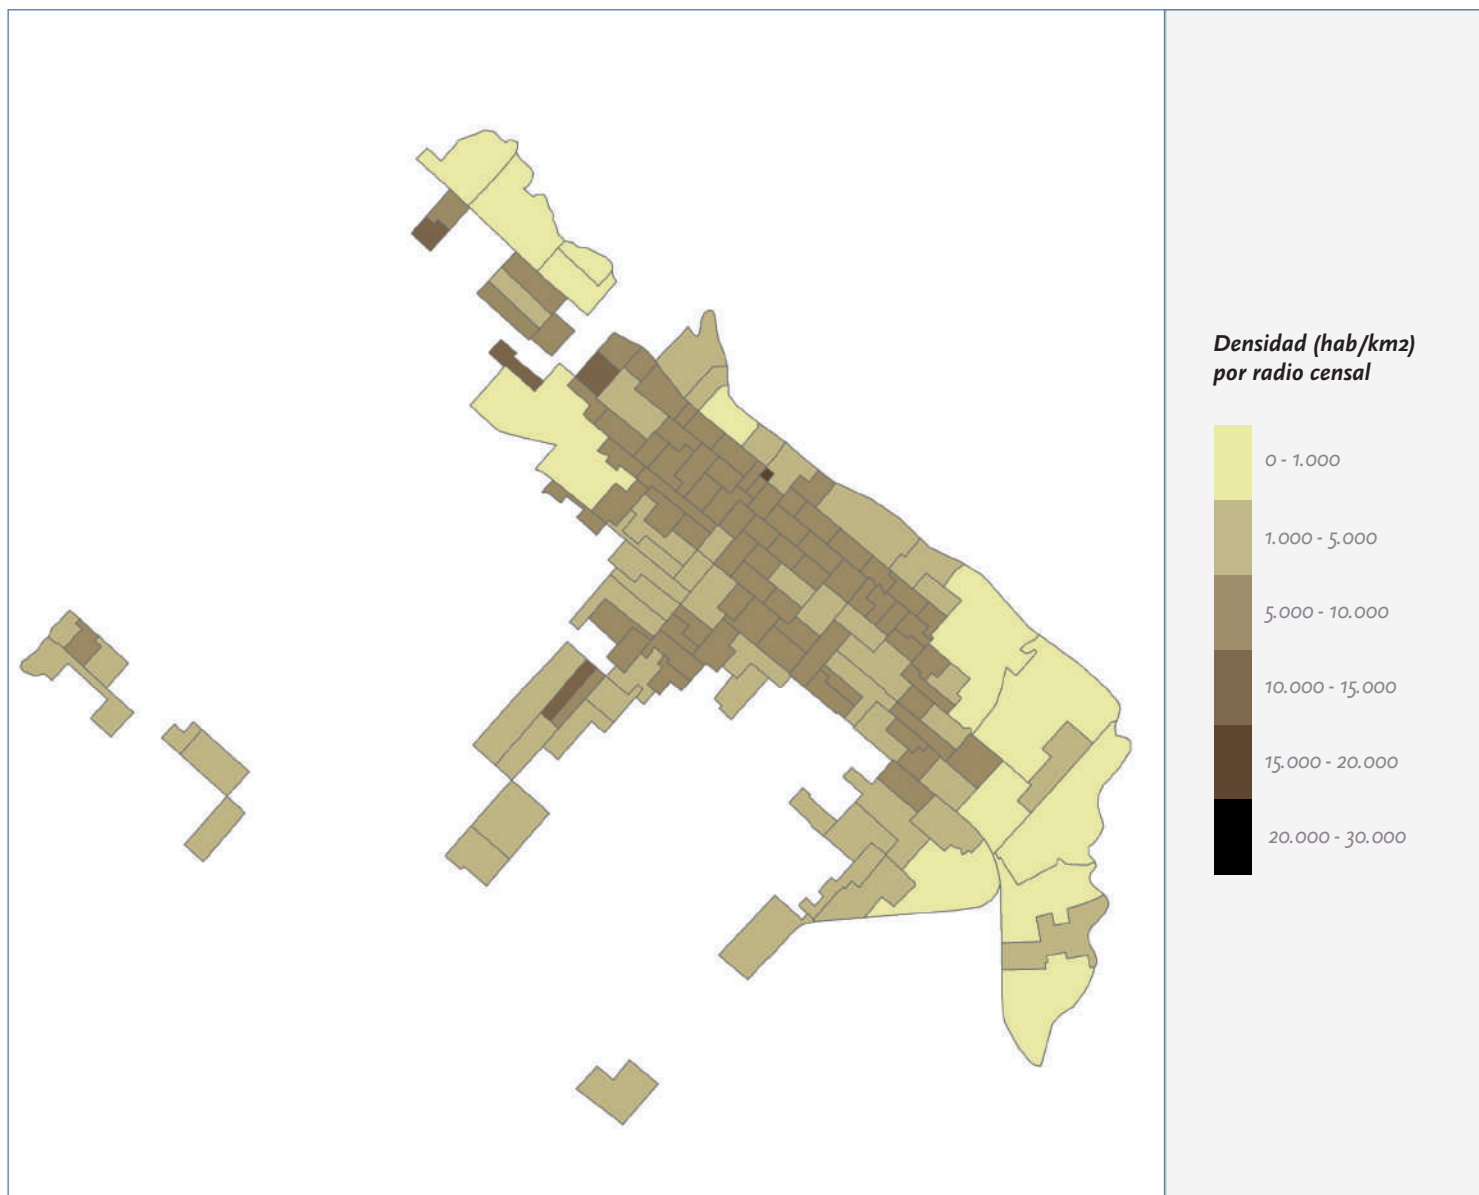 Densidad (hab/km2)
por radio censal
0 - 1.000
1.000 - 5.000
5.000 - 10.000
10.000 - 15.000
15.000 - 20.000
20.000 - 30.000